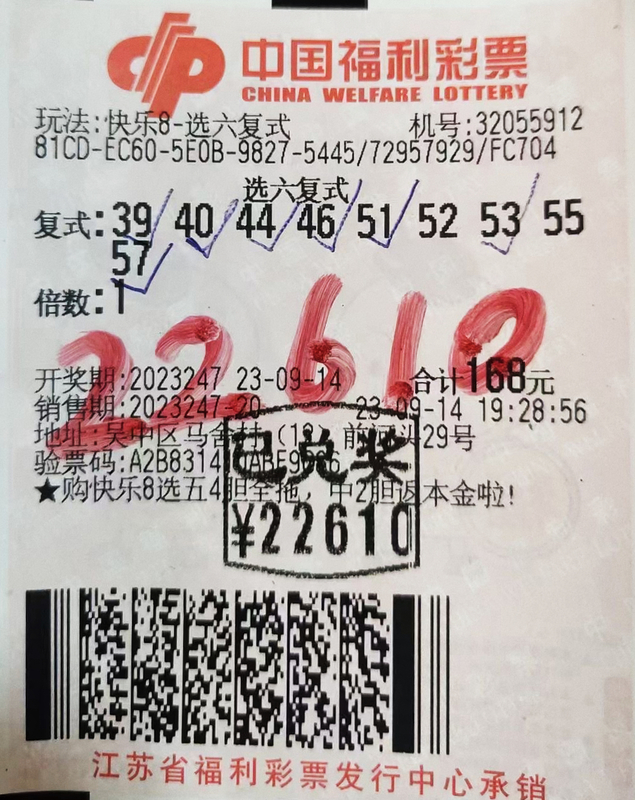 中国福利彩票
CHINA WELFARE LOTTERY
玩法:快乐8-选六复式 机号:32055912
81CD-EC60-5E0B-9827-5445/72957929/FC704
选六复式
复式:39 40 44 46 51 52 53 55
57
倍数:1
22610
开奖期:2023247 23-09-14 合计168元
销售期:2023247-20 23-09-14 19:28:56
地址:吴中区马舍村(12)前河头29号
验票码:A2B8314
已兑奖
¥22610
★购快乐8选五4胆全拖,中2胆返本金啦!
江苏省福利彩票发行中心承销